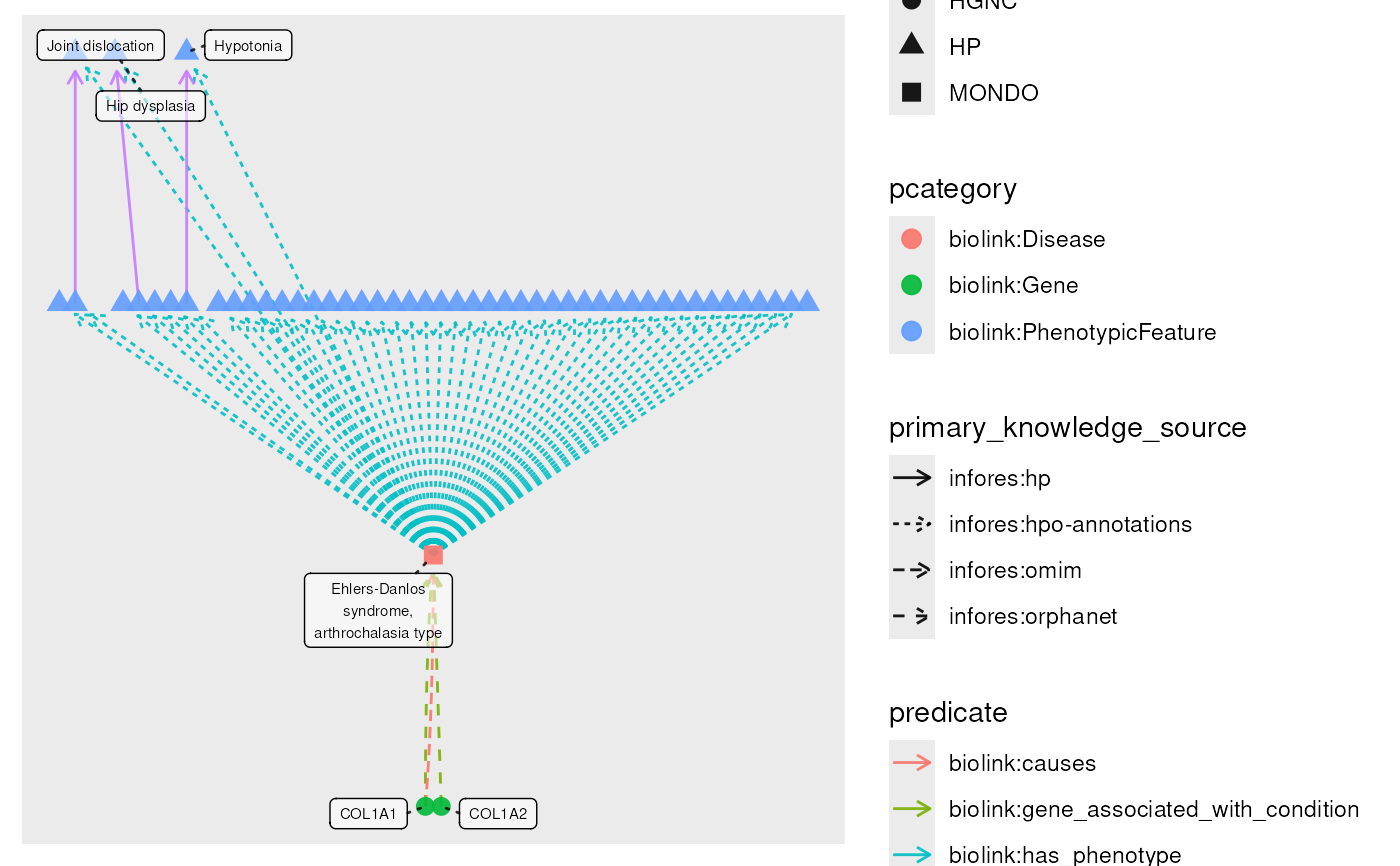 Joint dislocation
Hypotonia
Hip dysplasia
Ehlers-Danlos
syndrome,
arthrochalasia type
COL1A1
COL1A2
HGNC
HP
MONDO
pcategory
biolink:Disease
biolink:Gene
biolink:PhenotypicFeature
primary_knowledge_source
infores:hp
infores:hpo-annotations
infores:omim
infores:orphanet
predicate
biolink:causes
biolink:gene_associated_with_condition
biolink:has_phenotype